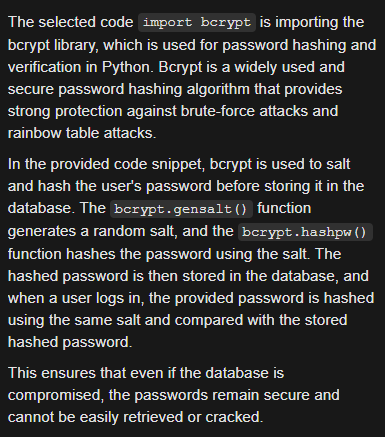 The selected code import bcrypt is importing the
bcrypt library, which is used for password hashing and
verification in Python. Bcrypt is a widely used and
secure password hashing algorithm that provides
strong protection against brute-force attacks and
rainbow table attacks.
In the provided code snippet, bcrypt is used to salt
and hash the user's password before storing it in the
database. The bcrypt.gensalt() function
generates a random salt, and the bcrypt.hashpw()
function hashes the password using the salt. The
hashed password is then stored in the database, and
when a user logs in, the provided password is hashed
using the same salt and compared with the stored
hashed password.
This ensures that even if the database is
compromised, the passwords remain secure and
cannot be easily retrieved or cracked.